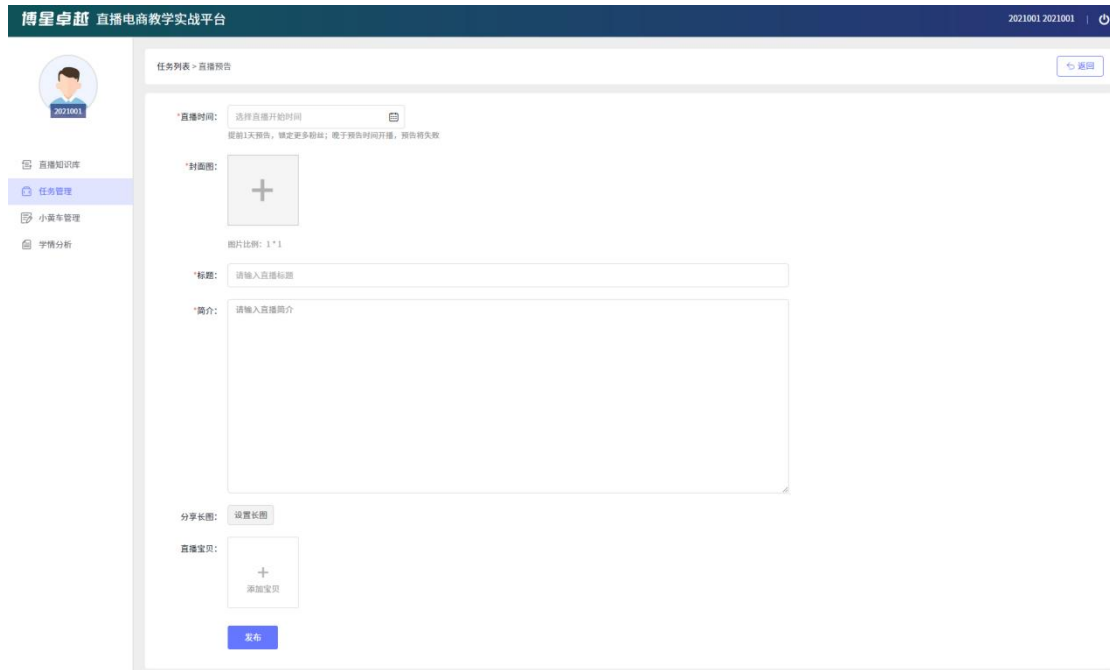 博星卓越 直播电商教学实战平台
2021001 2021001 |
2021001
直播知识库
任务管理
小黄车管理
学情分析
任务列表 > 直播预告
返回
*直播时间: 选择直播开始时间
提前1天预告，锁定更多粉丝；晚于预告时间开播，预告将失败
*封面图:
图片比例: 1 * 1
*标题: 请输入直播标题
*简介: 请输入直播简介
分享长图: 设置长图
直播宝贝:
添加宝贝
发布